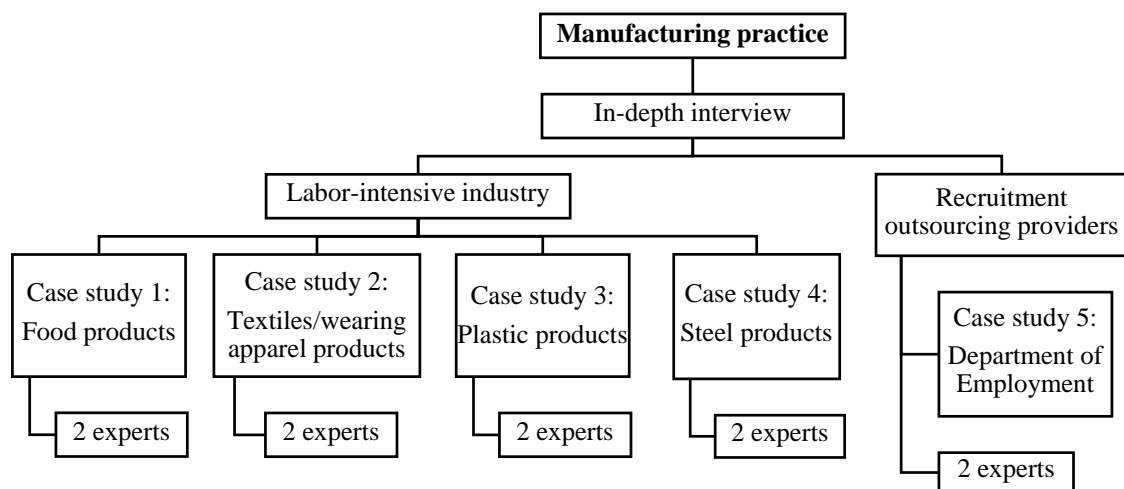 Manufacturing practice
In-depth interview
Labor-intensive industry
Recruitment
outsourcing providers
Case study 1:
Food products
Case study 2:
Textiles/wearing
apparel products
Case study 3:
Plastic products
Case study 4:
Steel products
Case study 5:
Department of
Employment
2 experts
2 experts
2 experts
2 experts
2 experts